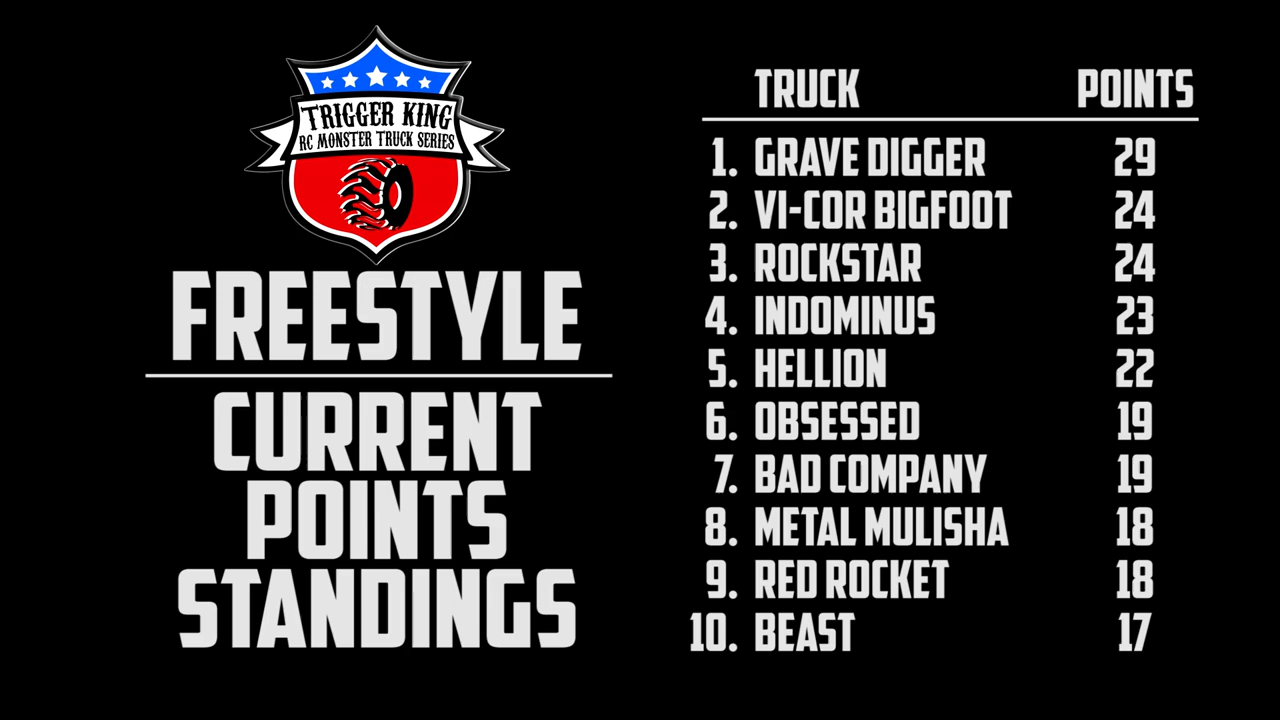 TRIGGER KING
RC MONSTER TRUCK SERIES
FREESTYLE
CURRENT
POINTS
STANDINGS
TRUCK POINTS
1. GRAVE DIGGER 29
2. VI-COR BIGFOOT 24
3. ROCKSTAR 24
4. INDOMINUS 23
5. HELLION 22
6. OBSESSED 19
7. BAD COMPANY 19
8. METAL MULISHA 18
9. RED ROCKET 18
10. BEAST 17